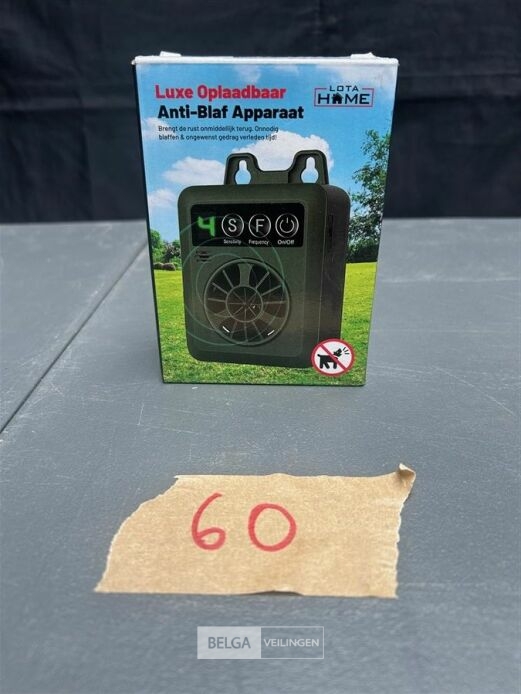 Luxe Oplaadbaar
Anti-Blaf Apparaat
Brengt de rust onmiddellijk terug. Onnodig
blaffen & ongewenst gedrag verleden tijd!
LOTA
HOME
4 S F
Sensitivity Frequency On/Off
60
BELGA VEILINGEN